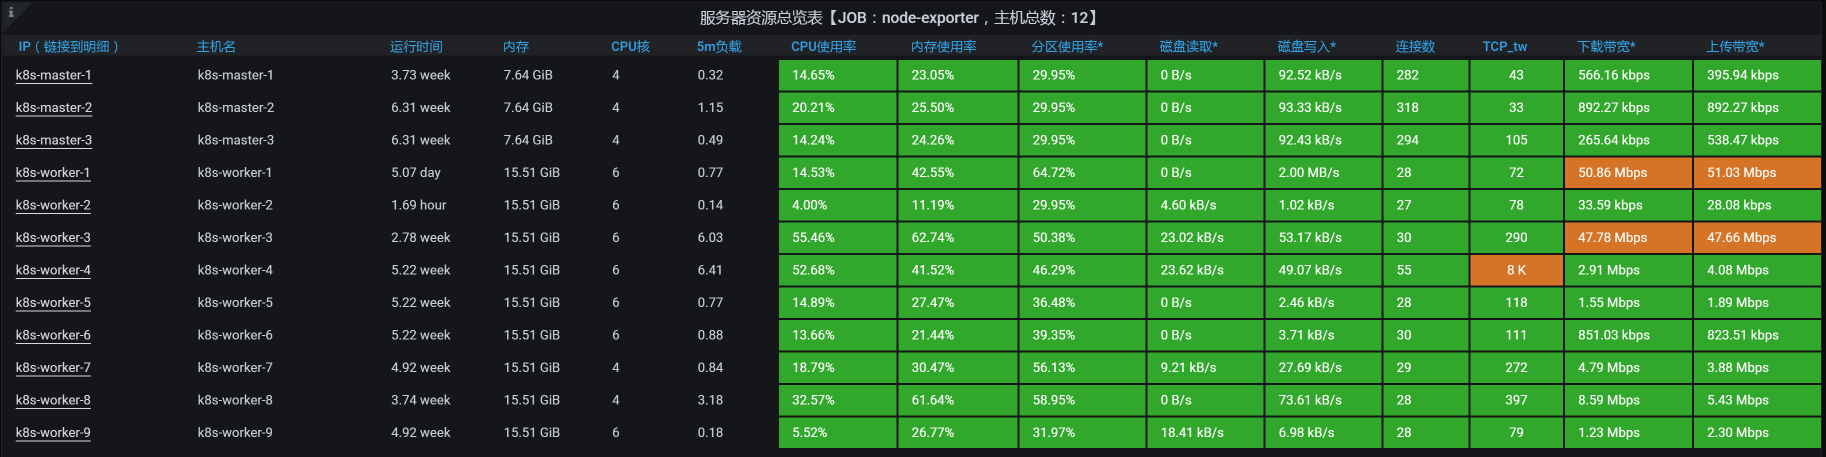 服务器资源总览表【JOB：node-exporter，主机总数：12】
IP（链接到明细） 主机名 运行时间 内存 CPU核 5m负载 CPU使用率 内存使用率 分区使用率* 磁盘读取* 磁盘写入* 连接数 TCP_tw 下载带宽* 上传带宽*
k8s-master-1 k8s-master-1 3.73 week 7.64 GiB 4 0.32 14.65% 23.05% 29.95% 0 B/s 92.52 kB/s 282 43 566.16 kbps 395.94 kbps
k8s-master-2 k8s-master-2 6.31 week 7.64 GiB 4 1.15 20.21% 25.50% 29.95% 0 B/s 93.33 kB/s 318 33 892.27 kbps 892.27 kbps
k8s-master-3 k8s-master-3 6.31 week 7.64 GiB 4 0.49 14.24% 24.26% 29.95% 0 B/s 92.43 kB/s 294 105 265.64 kbps 538.47 kbps
k8s-worker-1 k8s-worker-1 5.07 day 15.51 GiB 6 0.77 14.53% 42.55% 64.72% 0 B/s 2.00 MB/s 28 72 50.86 Mbps 51.03 Mbps
k8s-worker-2 k8s-worker-2 1.69 hour 15.51 GiB 6 0.14 4.00% 11.19% 29.95% 4.60 kB/s 1.02 kB/s 27 78 33.59 kbps 28.08 kbps
k8s-worker-3 k8s-worker-3 2.78 week 15.51 GiB 6 6.03 55.46% 62.74% 50.38% 23.02 kB/s 53.17 kB/s 30 290 47.78 Mbps 47.66 Mbps
k8s-worker-4 k8s-worker-4 5.22 week 15.51 GiB 6 6.41 52.68% 41.52% 46.29% 23.62 kB/s 49.07 kB/s 55 8 K 2.91 Mbps 4.08 Mbps
k8s-worker-5 k8s-worker-5 5.22 week 15.51 GiB 6 0.77 14.89% 27.47% 36.48% 0 B/s 2.46 kB/s 28 118 1.55 Mbps 1.89 Mbps
k8s-worker-6 k8s-worker-6 5.22 week 15.51 GiB 6 0.88 13.66% 21.44% 39.35% 0 B/s 3.71 kB/s 30 111 851.03 kbps 823.51 kbps
k8s-worker-7 k8s-worker-7 4.92 week 15.51 GiB 4 0.84 18.79% 30.47% 56.13% 9.21 kB/s 27.69 kB/s 29 272 4.79 Mbps 3.88 Mbps
k8s-worker-8 k8s-worker-8 3.74 week 15.51 GiB 4 3.18 32.57% 61.64% 58.95% 0 B/s 73.61 kB/s 28 397 8.59 Mbps 5.43 Mbps
k8s-worker-9 k8s-worker-9 4.92 week 15.51 GiB 6 0.18 5.52% 26.77% 31.97% 18.41 kB/s 6.98 kB/s 28 79 1.23 Mbps 2.30 Mbps